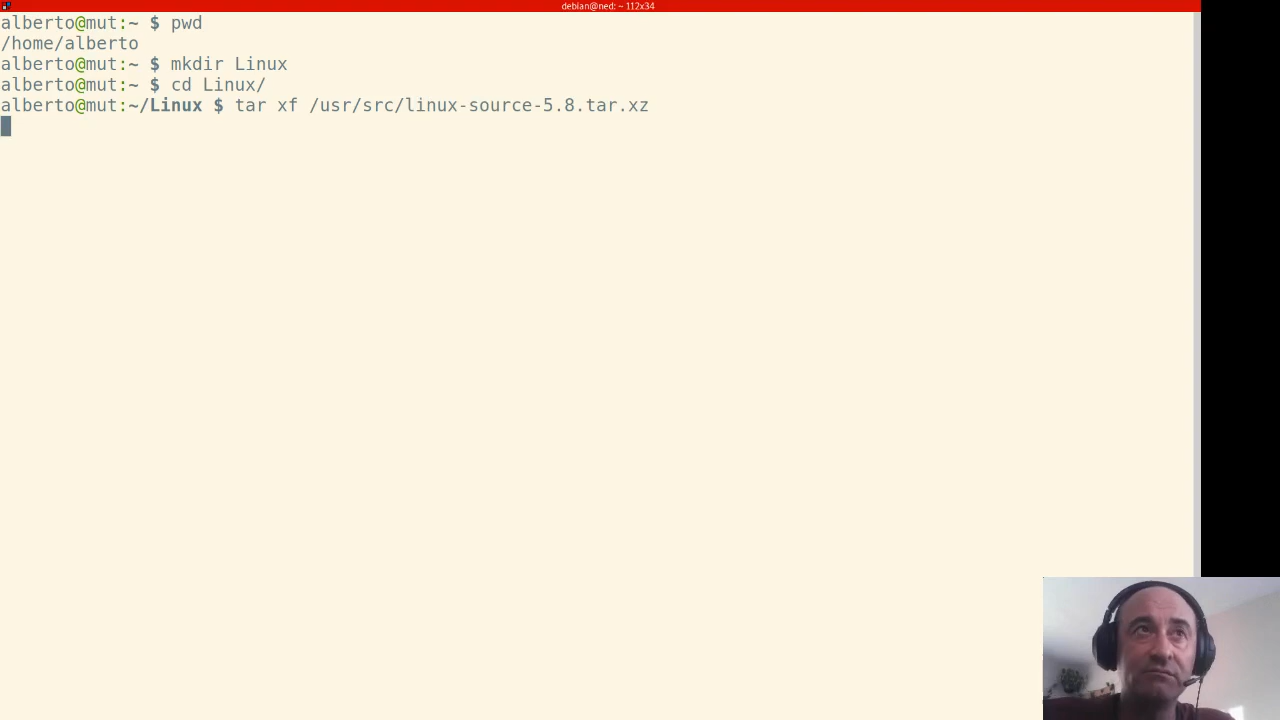 debian@ned: ~ 112x34
alberto@mut:~ $ pwd
/home/alberto
alberto@mut:~ $ mkdir Linux
alberto@mut:~ $ cd Linux/
alberto@mut:~/Linux $ tar xf /usr/src/linux-source-5.8.tar.xz